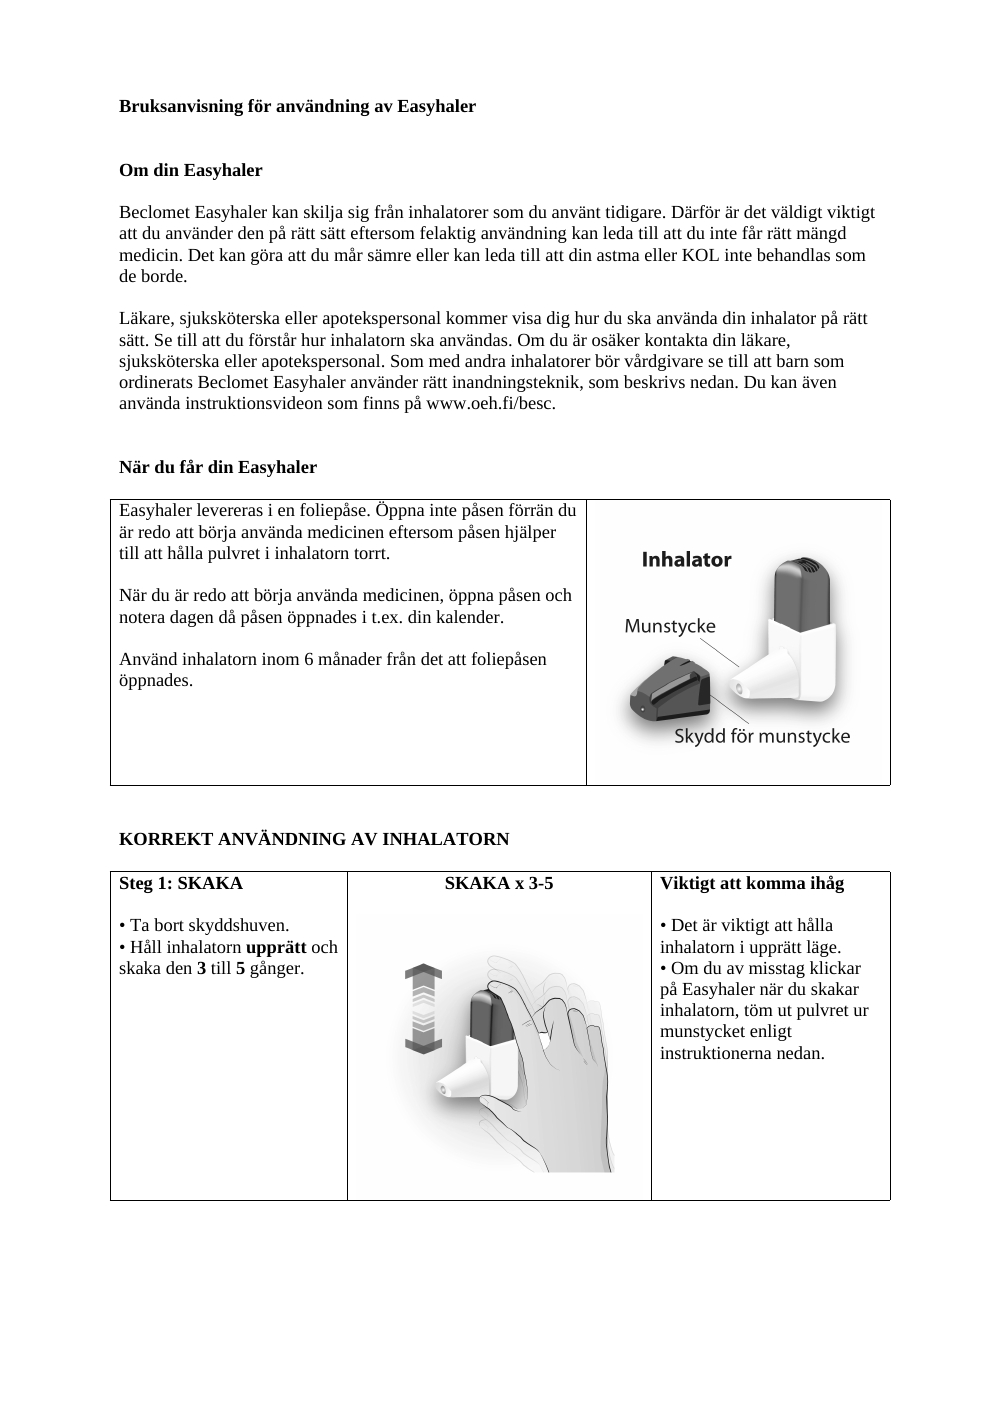 Bruksanvisning för användning av Easyhaler
Om din Easyhaler
Beclomet Easyhaler kan skilja sig från inhalatorer som du använt tidigare. Därför är det väldigt viktigt
att du använder den på rätt sätt eftersom felaktig användning kan leda till att du inte får rätt mängd
medicin. Det kan göra att du mår sämre eller kan leda till att din astma eller KOL inte behandlas som
de borde.
Läkare, sjuksköterska eller apotekspersonal kommer visa dig hur du ska använda din inhalator på rätt
sätt. Se till att du förstår hur inhalatorn ska användas. Om du är osäker kontakta din läkare,
sjuksköterska eller apotekspersonal. Som med andra inhalatorer bör vårdgivare se till att barn som
ordinerats Beclomet Easyhaler använder rätt inandningsteknik, som beskrivs nedan. Du kan även
använda instruktionsvideon som finns på www.oeh.fi/besc.
När du får din Easyhaler
Easyhaler levereras i en foliepåse. Öppna inte påsen förrän du
är redo att börja använda medicinen eftersom påsen hjälper
till att hålla pulvret i inhalatorn torrt.
När du är redo att börja använda medicinen, öppna påsen och
notera dagen då påsen öppnades i t.ex. din kalender.
Använd inhalatorn inom 6 månader från det att foliepåsen
öppnades.
Inhalator
Munstycke
Skydd för munstycke
KORREKT ANVÄNDNING AV INHALATORN
Steg 1: SKAKA
• Ta bort skyddshuven.
• Håll inhalatorn upprätt och
skaka den 3 till 5 gånger.
SKAKA x 3-5
Viktigt att komma ihåg
• Det är viktigt att hålla
inhalatorn i upprätt läge.
• Om du av misstag klickar
på Easyhaler när du skakar
inhalatorn, töm ut pulvret ur
munstycket enligt
instruktionerna nedan.